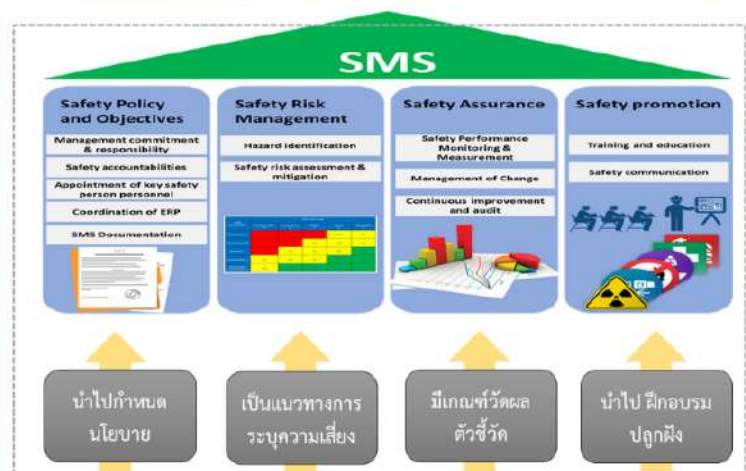 SMS
Safety Policy
and Objectives
Management commitment
& responsibility
Safety accountabilities
Appointment of key safety
person personnel
Coordination of ERP
SMS Documentation
Safety Risk
Management
Hazard identification
Safety risk assessment &
mitigation
Safety Assurance
Safety Performance
Monitoring &
Measurement
Management of Change
Continuous improvement
and audit
Safety promotion
Training and education
Safety communication
นำไปกำหนด
นโยบาย
เป็นแนวทางการ
ระบุความเสี่ยง
มีเกณฑ์วัดผล
ตัวชี้วัด
นำไป ฝึกอบรม
ปลูกฝัง